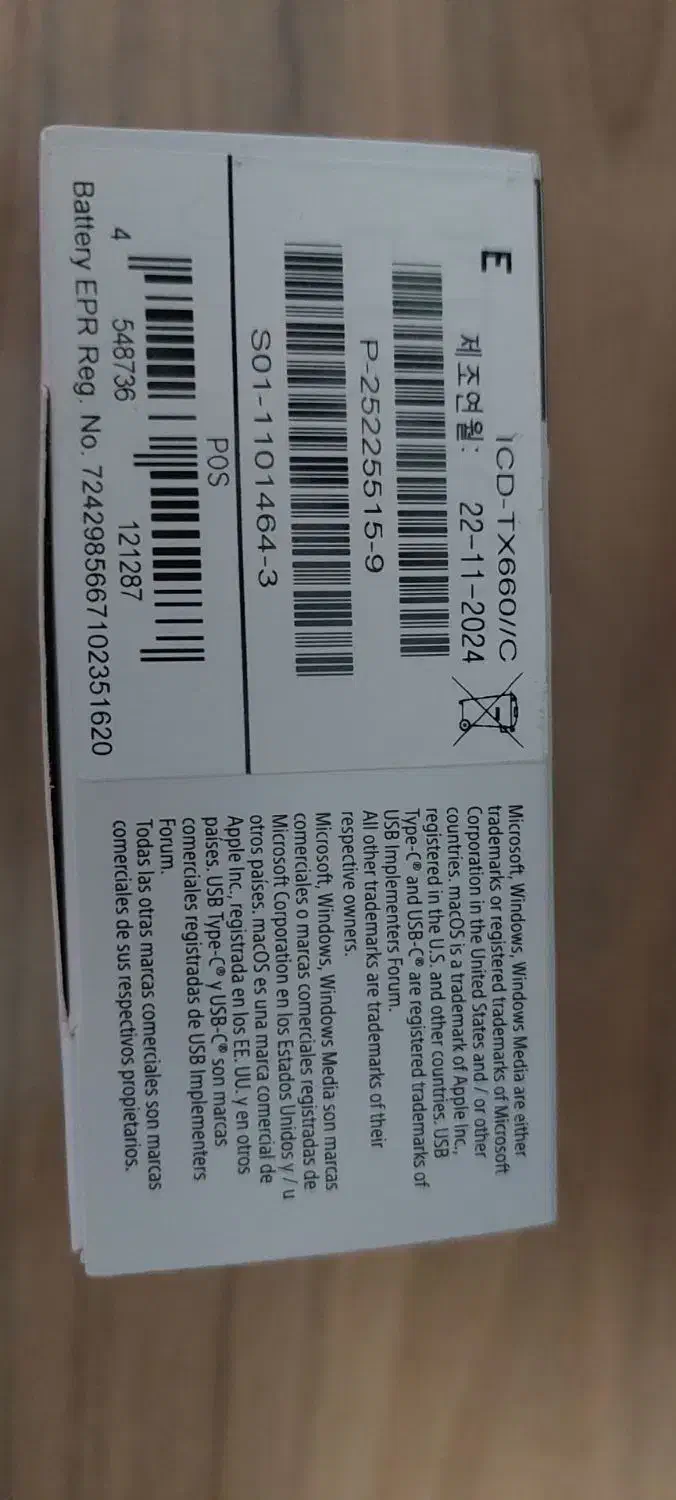 E
ICD-TX660//C
제조연월: 22-11-2024
P-25225515-9
S01-1101464-3
POS
4 548736 121287
Battery EPR Reg. No. 72429856671023​51620
Microsoft, Windows, Windows Media are either
trademarks or registered trademarks of Microsoft
Corporation in the United States and / or other
countries. macOS is a trademark of Apple Inc.,
registered in the U.S. and other countries. USB
Type-C® and USB-C® are registered trademarks of
USB Implementers Forum.
All other trademarks are trademarks of their
respective owners.
Microsoft, Windows, Windows Media son marcas
comerciales o marcas comerciales registradas de
Microsoft Corporation en los Estados Unidos y / u
otros países. macOS es una marca comercial de
Apple Inc., registrada en los EE. UU. y en otros
países. USB Type-C® y USB-C® son marcas
comerciales registradas de USB Implementers
Forum.
Todas las otras marcas comerciales son marcas
comerciales de sus respectivos propietarios.